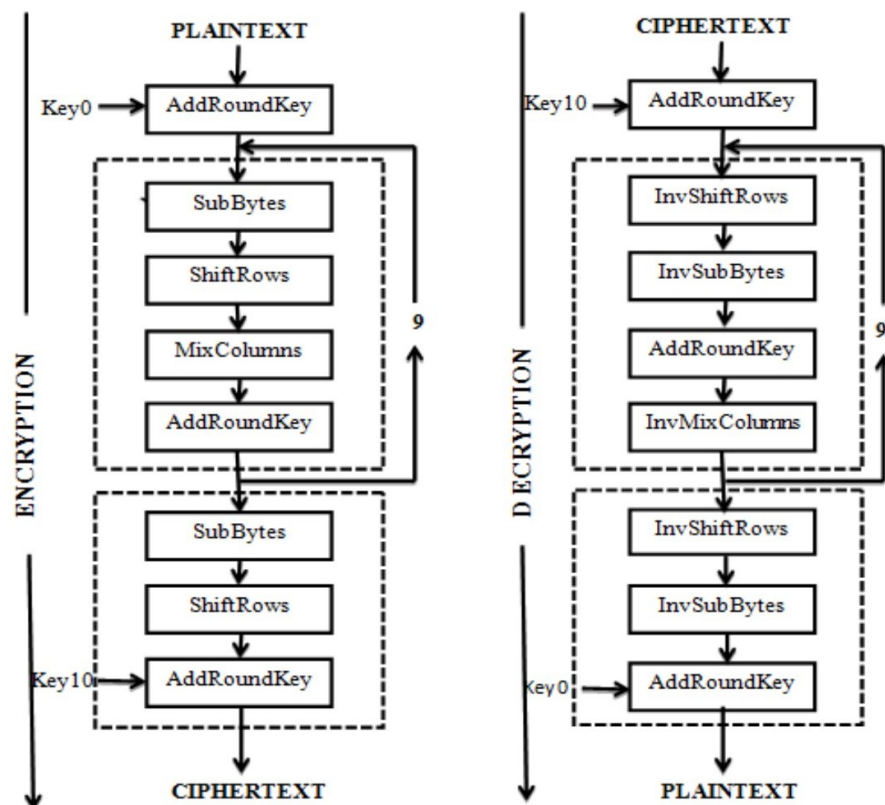 PLAINTEXT
Key0
AddRoundKey
SubBytes
ShiftRows
MixColumns
AddRoundKey
9
ENCRYPTION
SubBytes
ShiftRows
Key10
AddRoundKey
CIPHERTEXT
CIPHERTEXT
Key10
AddRoundKey
InvShiftRows
InvSubBytes
AddRoundKey
InvMixColumns
9
DECRYPTION
InvShiftRows
InvSubBytes
Key0
AddRoundKey
PLAINTEXT